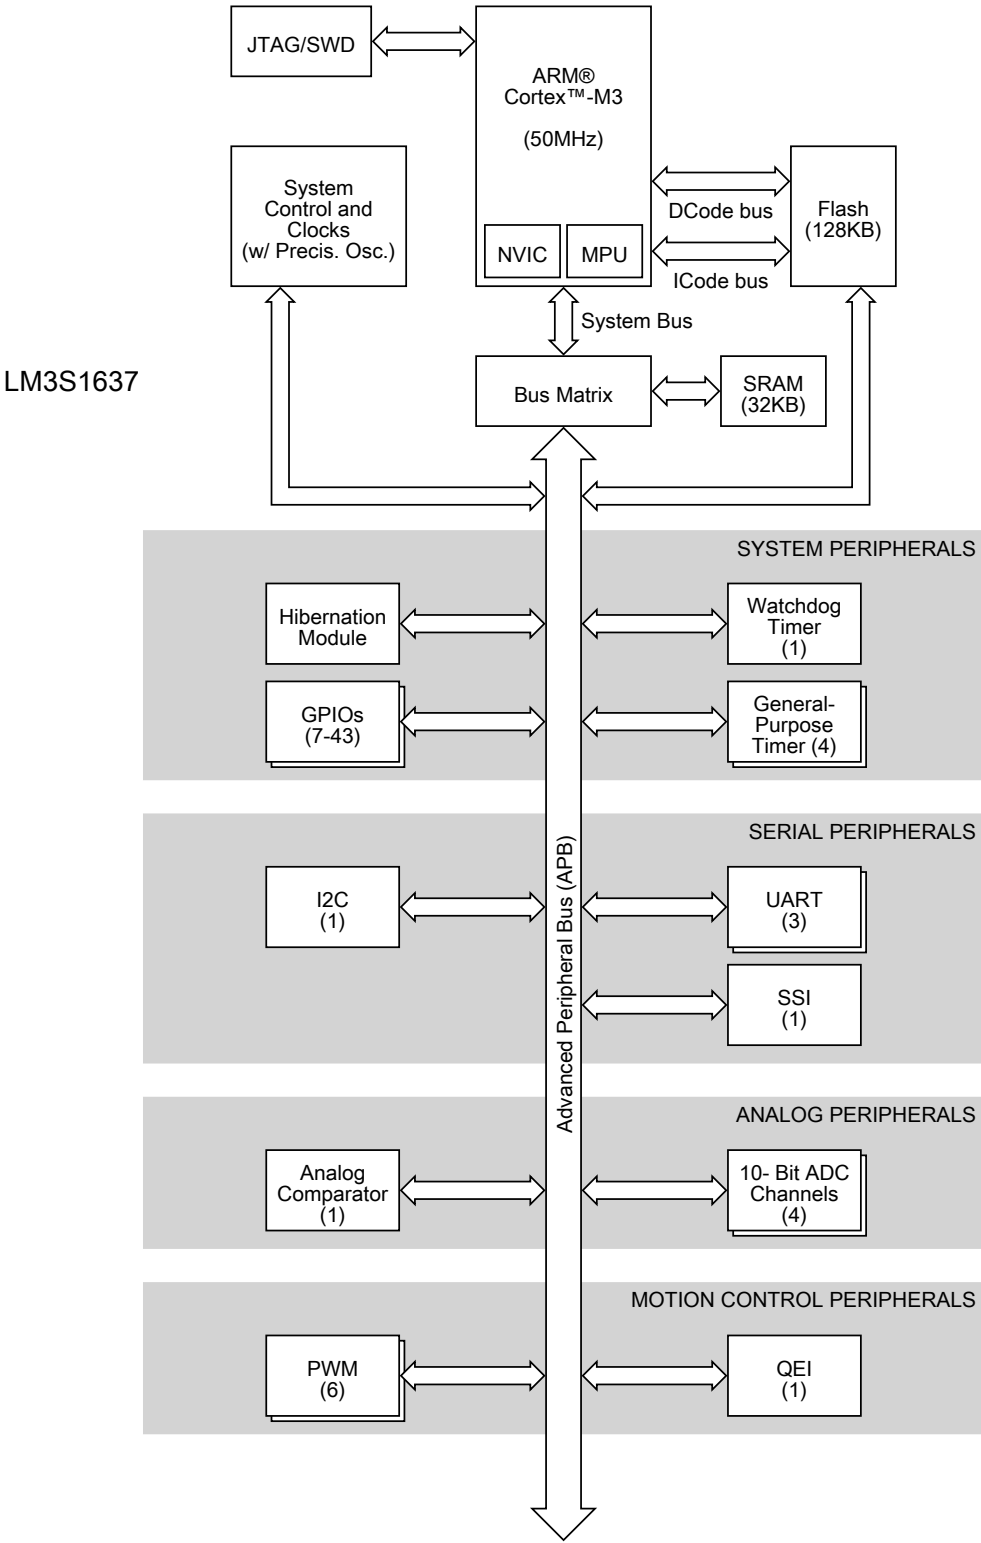 JTAG/SWD
ARM®
Cortex™-M3
(50MHz)
NVIC
MPU
System
Control and
Clocks
(w/ Precis. Osc.)
DCode bus
ICode bus
Flash
(128KB)
System Bus
LM3S1637
Bus Matrix
SRAM
(32KB)
SYSTEM PERIPHERALS
Hibernation
Module
Watchdog
Timer
(1)
GPIOs
(7-43)
General-
Purpose
Timer (4)
Advanced Peripheral Bus (APB)
SERIAL PERIPHERALS
I2C
(1)
UART
(3)
SSI
(1)
ANALOG PERIPHERALS
Analog
Comparator
(1)
10- Bit ADC
Channels
(4)
MOTION CONTROL PERIPHERALS
PWM
(6)
QEI
(1)